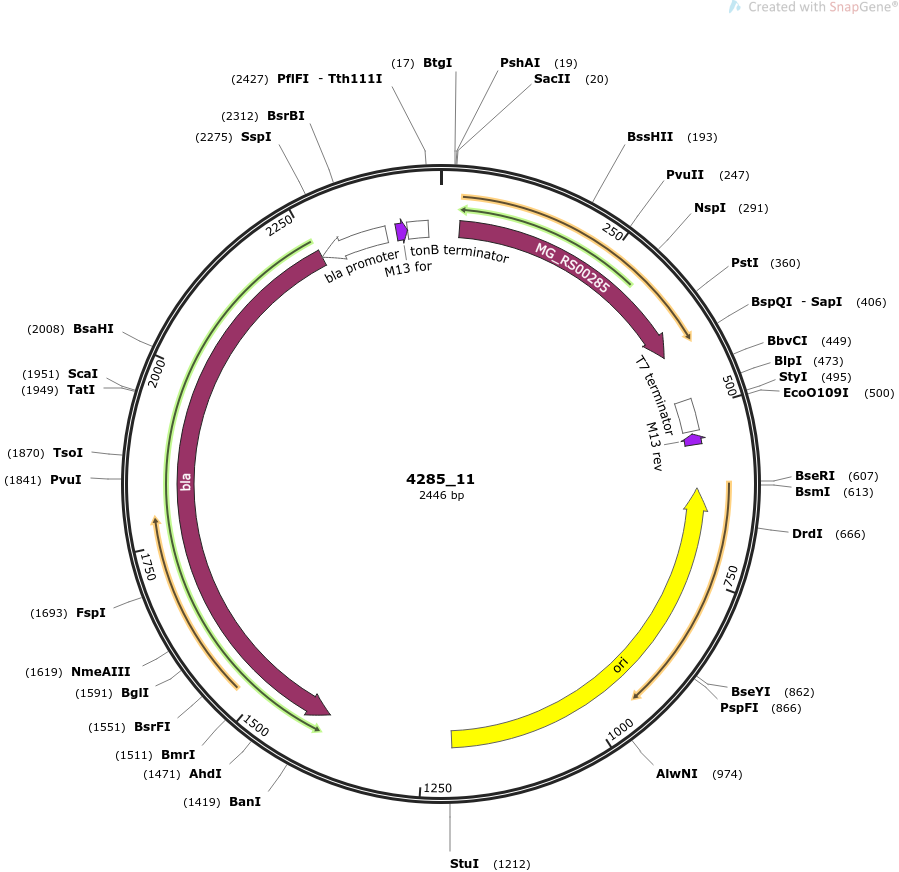 Created with SnapGene®
(17) BtgI
PshAI (19)
SacII (20)
(2427) PflFI - Tth111I
(2312) BsrBI
(2275) SspI
BssHII (193)
PvuII (247)
NspI (291)
PstI (360)
BspQI - SapI (406)
BbvCI (449)
BlpI (473)
StyI (495)
EcoO109I (500)
BseRI (607)
BsmI (613)
DrdI (666)
BseYI (862)
PspFI (866)
AlwNI (974)
StuI (1212)
(1419) BanI
(1471) AhdI
(1511) BmrI
(1551) BsrFI
(1591) BglI
(1619) NmeAIII
(1693) FspI
(1841) PvuI
(1870) TsoI
(1949) TatI
(1951) ScaI
(2008) BsaHI
250
500
750
1000
1250
1500
1750
2000
2250
MG_RS00285
T7 terminator
M13 rev
ori
bla
bla promoter
M13 for
tonB terminator
4285_11
2446 bp